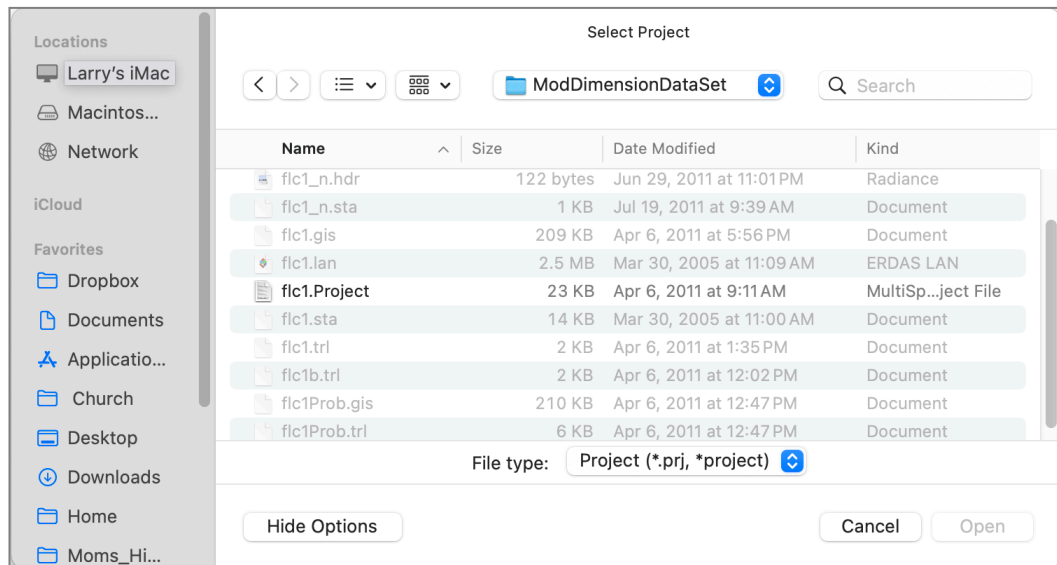 Select Project
Locations
Larry's iMac
Macintos...
Network
iCloud
Favorites
Dropbox
Documents
Applicatio...
Church
Desktop
Downloads
Home
Moms_Hi...
ModDimensionDataSet
Search
Name Size Date Modified Kind
flc1_n.hdr 122 bytes Jun 29, 2011 at 11:01 PM Radiance
flc1_n.sta 1 KB Jul 19, 2011 at 9:39 AM Document
flc1.gis 209 KB Apr 6, 2011 at 5:56 PM Document
flc1.lan 2.5 MB Mar 30, 2005 at 11:09 AM ERDAS LAN
flc1.Project 23 KB Apr 6, 2011 at 9:11 AM MultiSp...ject File
flc1.sta 14 KB Mar 30, 2005 at 11:00 AM Document
flc1.trl 2 KB Apr 6, 2011 at 1:35 PM Document
flc1b.trl 2 KB Apr 6, 2011 at 12:02 PM Document
flc1Prob.gis 210 KB Apr 6, 2011 at 12:47 PM Document
flc1Prob.trl 6 KB Apr 6, 2011 at 12:47 PM Document
File type: Project (*.prj, *project)
Hide Options Cancel Open